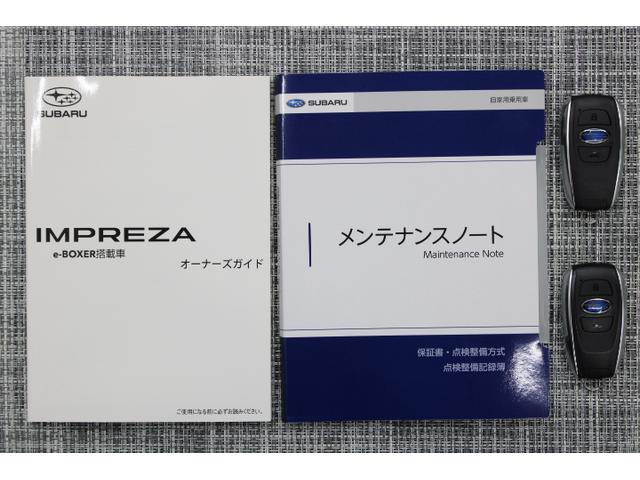 SUBARU
IMPREZA
e-BOXER搭載車
オーナーズガイド
ご使用になる前に必ずお読みください。
SUBARU
自家用乗用車
メンテナンスノート
Maintenance Note
保証書・点検整備方式
点検整備記録簿